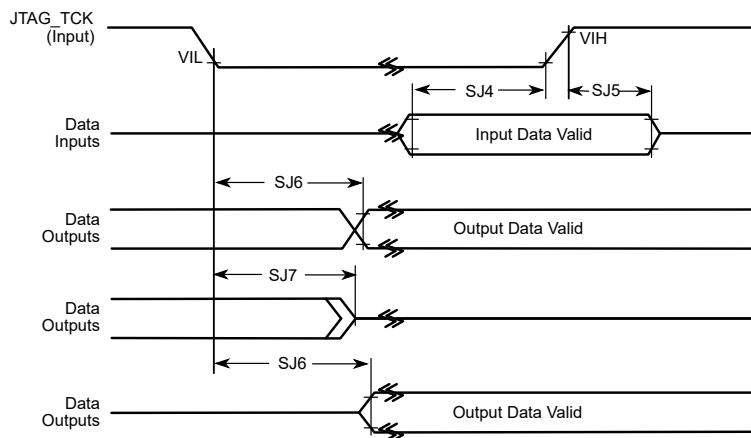 JTAG_TCK
(Input)
VIL
VIH
SJ4
SJ5
Data
Inputs
Input Data Valid
SJ6
Data
Outputs
Output Data Valid
SJ7
Data
Outputs
SJ6
Data
Outputs
Output Data Valid